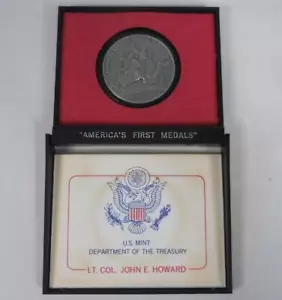 "AMERICA'S FIRST MEDALS"
U.S. MINT
DEPARTMENT OF THE TREASURY
LT. COL. JOHN E. HOWARD